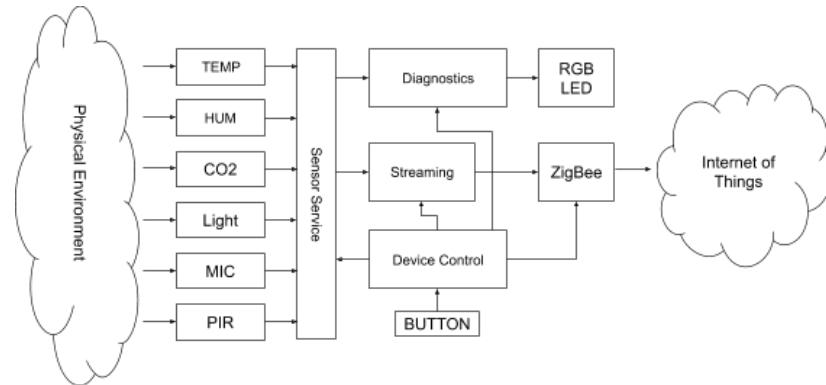 Physical Environment
TEMP
HUM
CO2
Light
MIC
PIR
Sensor Service
Diagnostics
Streaming
Device Control
BUTTON
RGB
LED
ZigBee
Internet of
Things